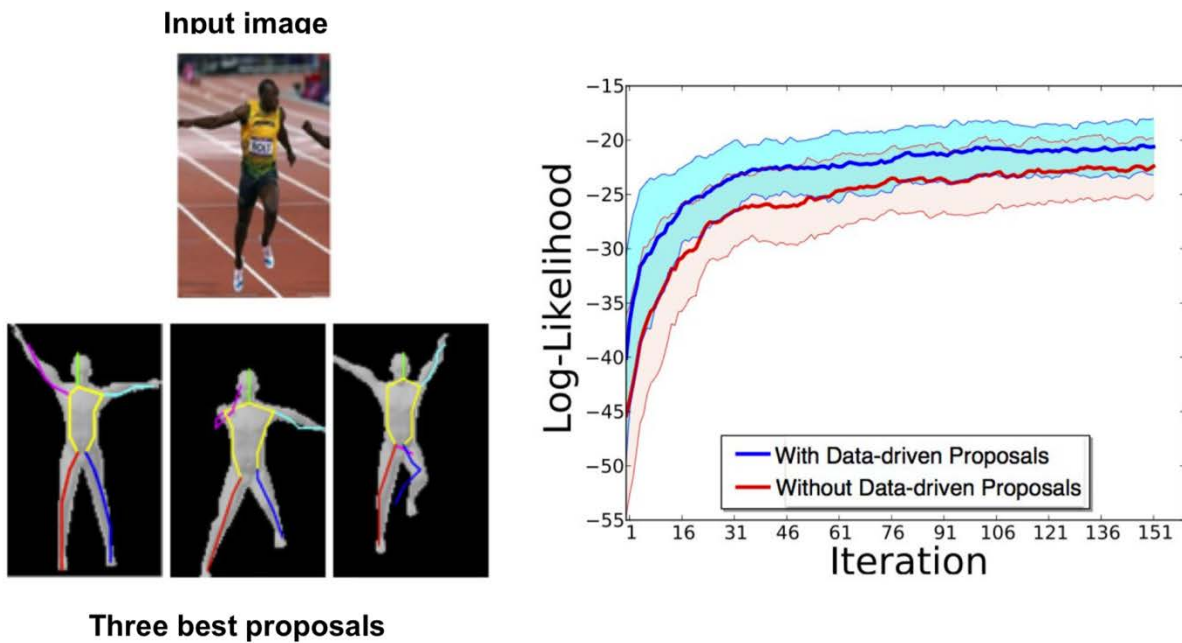 Input image
BOLT
Three best proposals
Log-Likelihood
−15
−20
−25
−30
−35
−40
−45
−50
−55
With Data-driven Proposals
Without Data-driven Proposals
1 16 31 46 61 76 91 106 121 136 151
Iteration